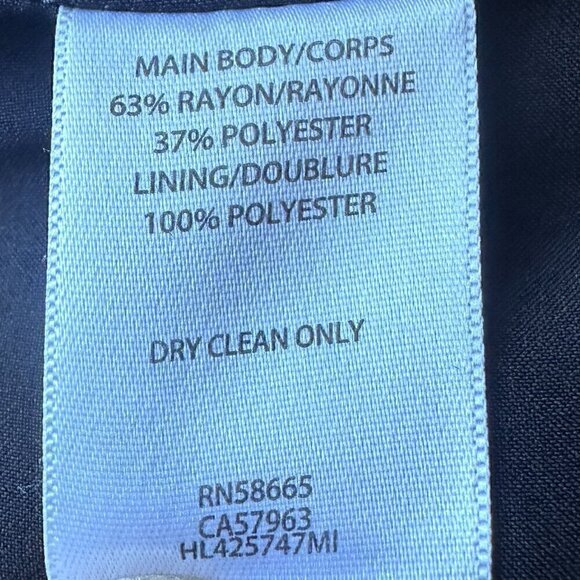 MAIN BODY/CORPS
63% RAYON/RAYONNE
37% POLYESTER
LINING/DOUBLURE
100% POLYESTER
DRY CLEAN ONLY
RN58665
CA57963
HL425747MI